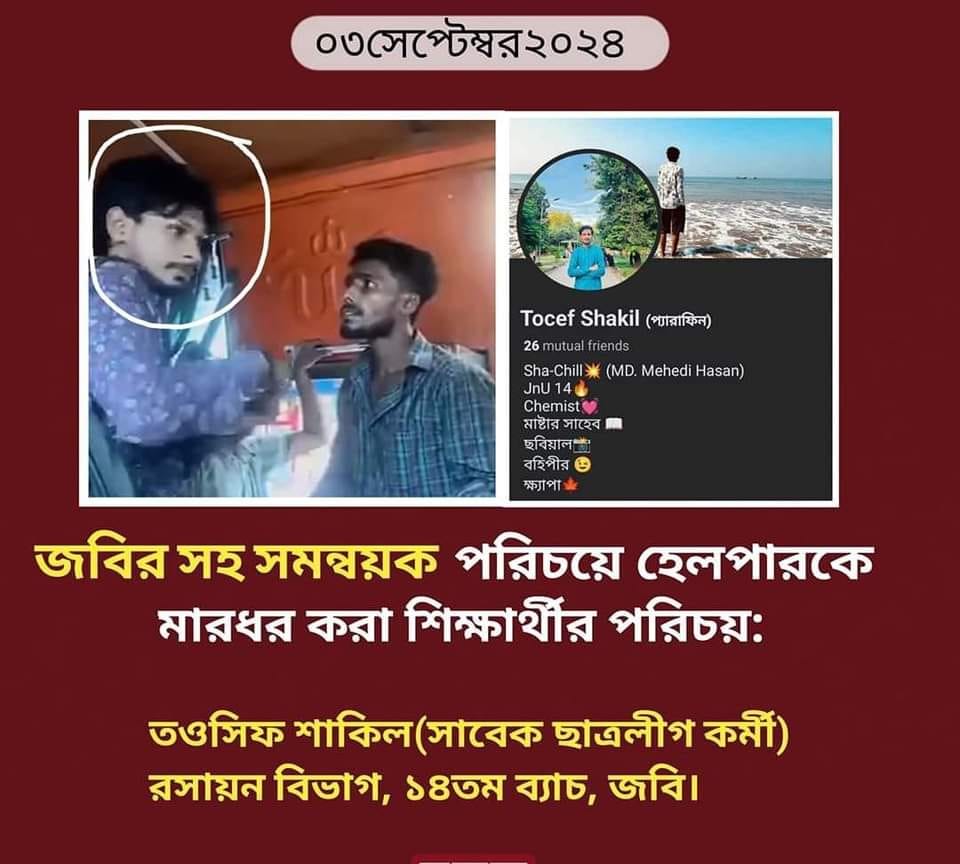 ০৩সেপ্টেম্বর২০২৪
Tocef Shakil (প্যারাফিন)
26 mutual friends
Sha-Chill💥 (MD. Mehedi Hasan)
JnU 14🔥
Chemist💓
মাষ্টার সাহেব 📖
ছবিয়াল📸
বহিপীর 😉
ক্ষ্যাপা🍁
জবির সহ সমন্বয়ক পরিচয়ে হেলপারকে
মারধর করা শিক্ষার্থীর পরিচয়:
তওসিফ শাকিল(সাবেক ছাত্রলীগ কর্মী)
রসায়ন বিভাগ, ১৪তম ব্যাচ, জবি।